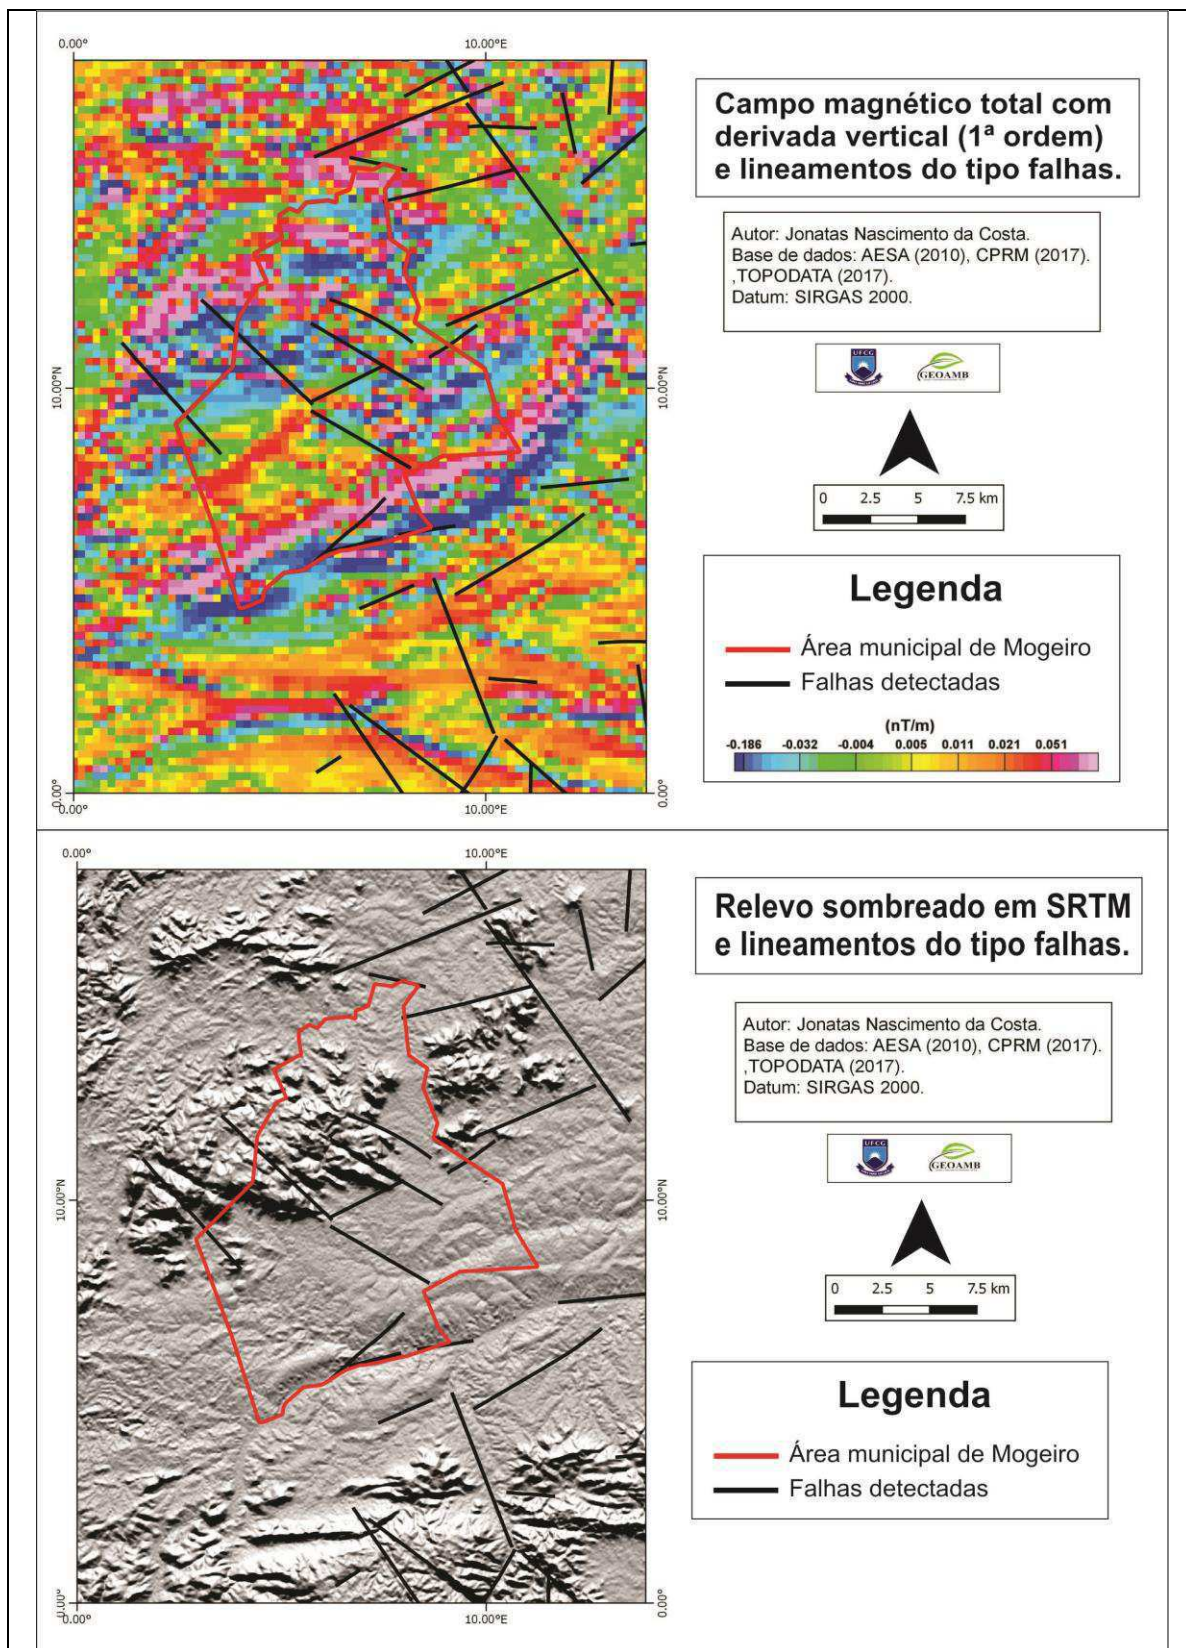 0.00°
10.00°E
10.00°N
10.00°N
0.00°
0.00°
0.00°
10.00°E
Campo magnético total com
derivada vertical (1ª ordem)
e lineamentos do tipo falhas.
Autor: Jonatas Nascimento da Costa.
Base de dados: AESA (2010), CPRM (2017).
,TOPODATA (2017).
Datum: SIRGAS 2000.
UFCG
GEOAMB
0 2.5 5 7.5 km
Legenda
Área municipal de Mogeiro
Falhas detectadas
(nT/m)
-0.186 -0.032 -0.004 0.005 0.011 0.021 0.051
0.00°
10.00°E
10.00°N
10.00°N
0.00°
0.00°
0.00°
10.00°E
Relevo sombreado em SRTM
e lineamentos do tipo falhas.
Autor: Jonatas Nascimento da Costa.
Base de dados: AESA (2010), CPRM (2017).
,TOPODATA (2017).
Datum: SIRGAS 2000.
UFCG
GEOAMB
0 2.5 5 7.5 km
Legenda
Área municipal de Mogeiro
Falhas detectadas